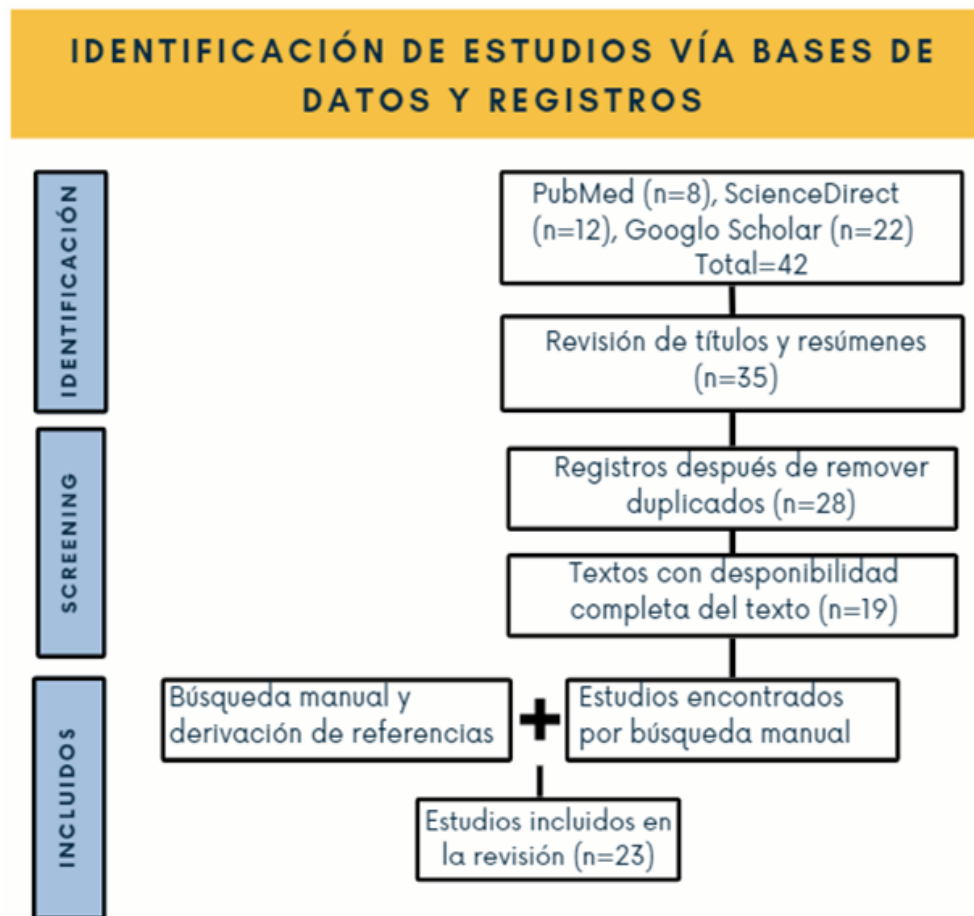 IDENTIFICACIÓN DE ESTUDIOS VÍA BASES DE
DATOS Y REGISTROS
IDENTIFICACIÓN
PubMed (n=8), ScienceDirect
(n=12), Googlo Scholar (n=22)
Total=42
Revisión de títulos y resúmenes
(n=35)
SCREENING
Registros después de remover
duplicados (n=28)
Textos con desponibilidad
completa del texto (n=19)
INCLUIDOS
Búsqueda manual y
derivación de referencias
+
Estudios encontrados
por búsqueda manual
Estudios incluidos en
la revisión (n=23)